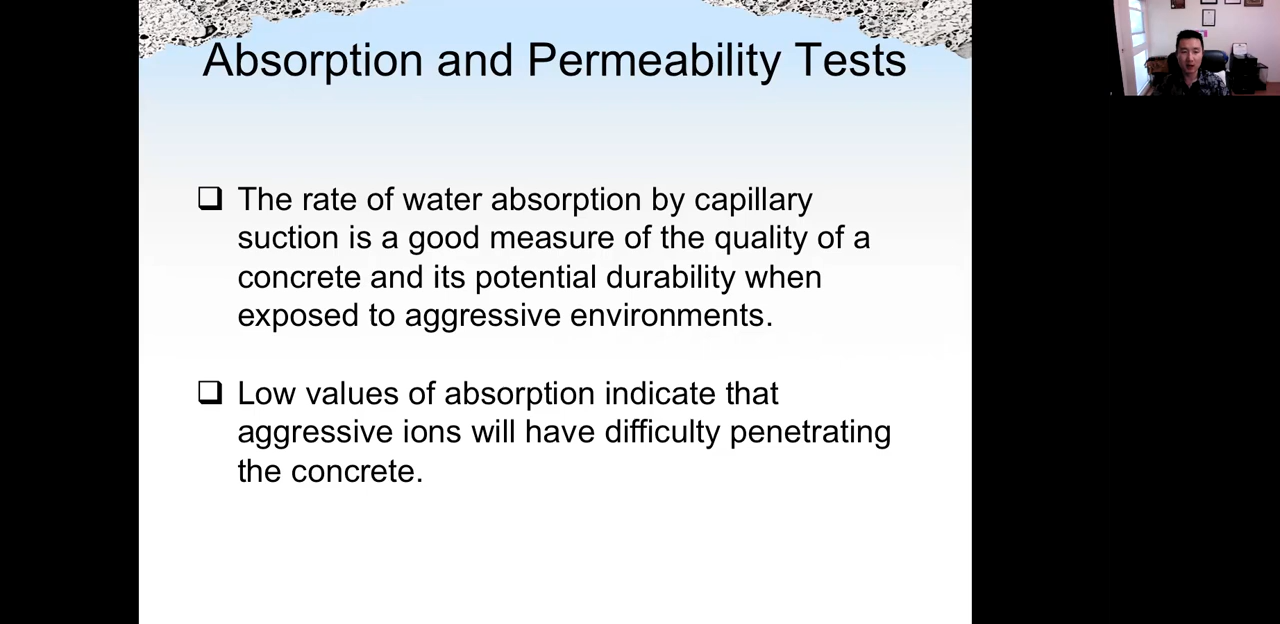 Absorption and Permeability Tests
❑ The rate of water absorption by capillary
suction is a good measure of the quality of a
concrete and its potential durability when
exposed to aggressive environments.
❑ Low values of absorption indicate that
aggressive ions will have difficulty penetrating
the concrete.